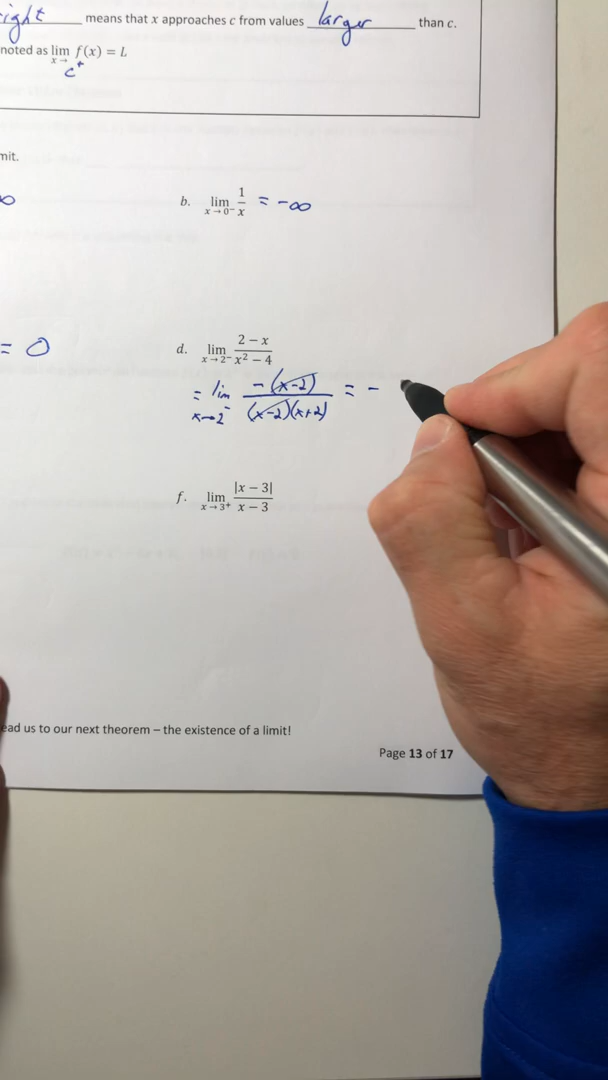 ight means that x approaches c from values larger than c.
noted as lim x→c⁺ f(x) = L
mit.
∞
b. lim x→0⁻ 1/x = -∞
= 0
d. lim x→2⁻ (2 − x)/(x² − 4)
= lim x→2⁻ -(x-2)/((x-2)(x+2)) = -
f. lim x→3⁺ |x − 3|/(x − 3)
ead us to our next theorem – the existence of a limit!
Page 13 of 17